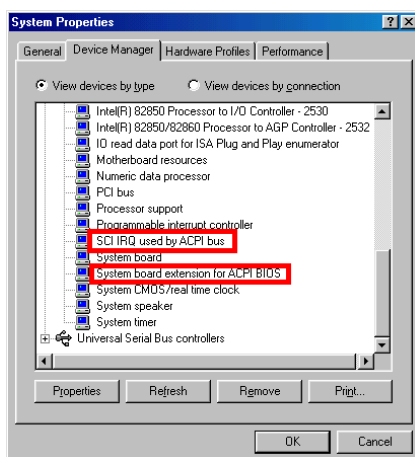 System Properties
General Device Manager Hardware Profiles Performance
View devices by type View devices by connection
Intel(R) 82850 Processor to I/O Controller - 2530
Intel(R) 82850/82860 Processor to AGP Controller - 2532
IO read data port for ISA Plug and Play enumerator
Motherboard resources
Numeric data processor
PCI bus
Processor support
Programmable interrupt controller
SCI IRQ used by ACPI bus
System board
System board extension for ACPI BIOS
System CMOS/real time clock
System speaker
System timer
Universal Serial Bus controllers
Properties Refresh Remove Print...
OK Cancel